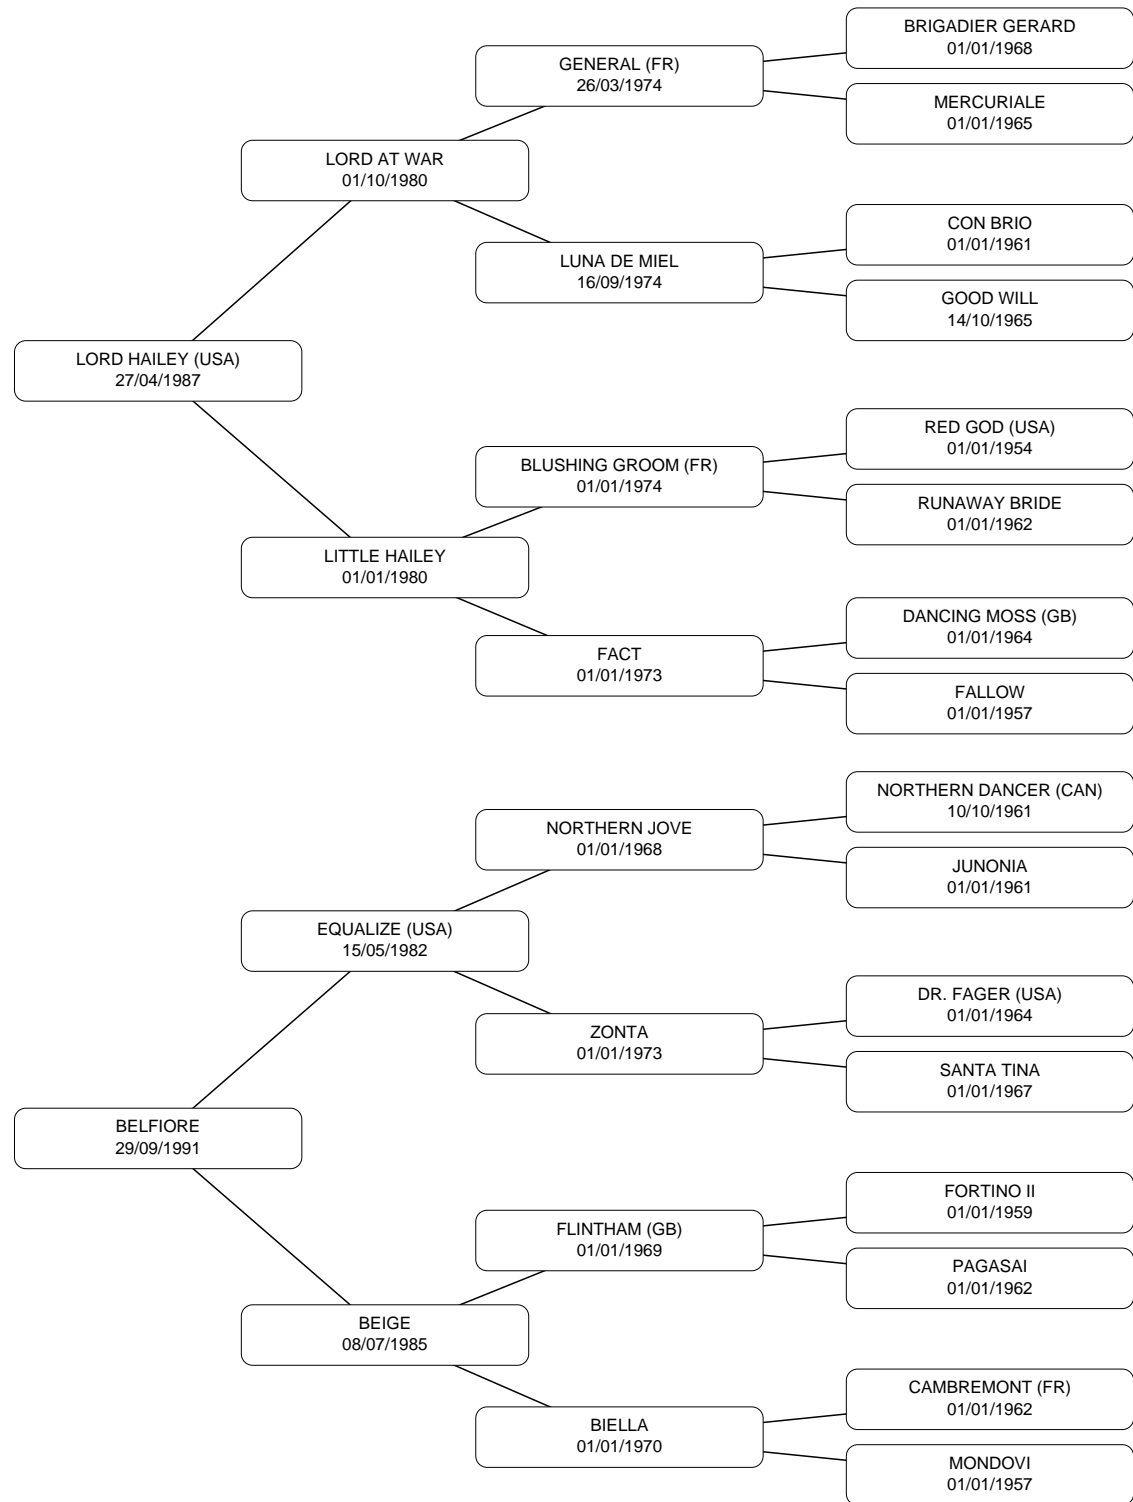 BRIGADIER GERARD
01/01/1968
GENERAL (FR)
26/03/1974
MERCURIALE
01/01/1965
LORD AT WAR
01/10/1980
CON BRIO
01/01/1961
LUNA DE MIEL
16/09/1974
GOOD WILL
14/10/1965
LORD HAILEY (USA)
27/04/1987
RED GOD (USA)
01/01/1954
BLUSHING GROOM (FR)
01/01/1974
RUNAWAY BRIDE
01/01/1962
LITTLE HAILEY
01/01/1980
DANCING MOSS (GB)
01/01/1964
FACT
01/01/1973
FALLOW
01/01/1957
NORTHERN DANCER (CAN)
10/10/1961
NORTHERN JOVE
01/01/1968
JUNONIA
01/01/1961
EQUALIZE (USA)
15/05/1982
DR. FAGER (USA)
01/01/1964
ZONTA
01/01/1973
SANTA TINA
01/01/1967
BELFIORE
29/09/1991
FORTINO II
01/01/1959
FLINTHAM (GB)
01/01/1969
PAGASAI
01/01/1962
BEIGE
08/07/1985
CAMBREMONT (FR)
01/01/1962
BIELLA
01/01/1970
MONDOVI
01/01/1957